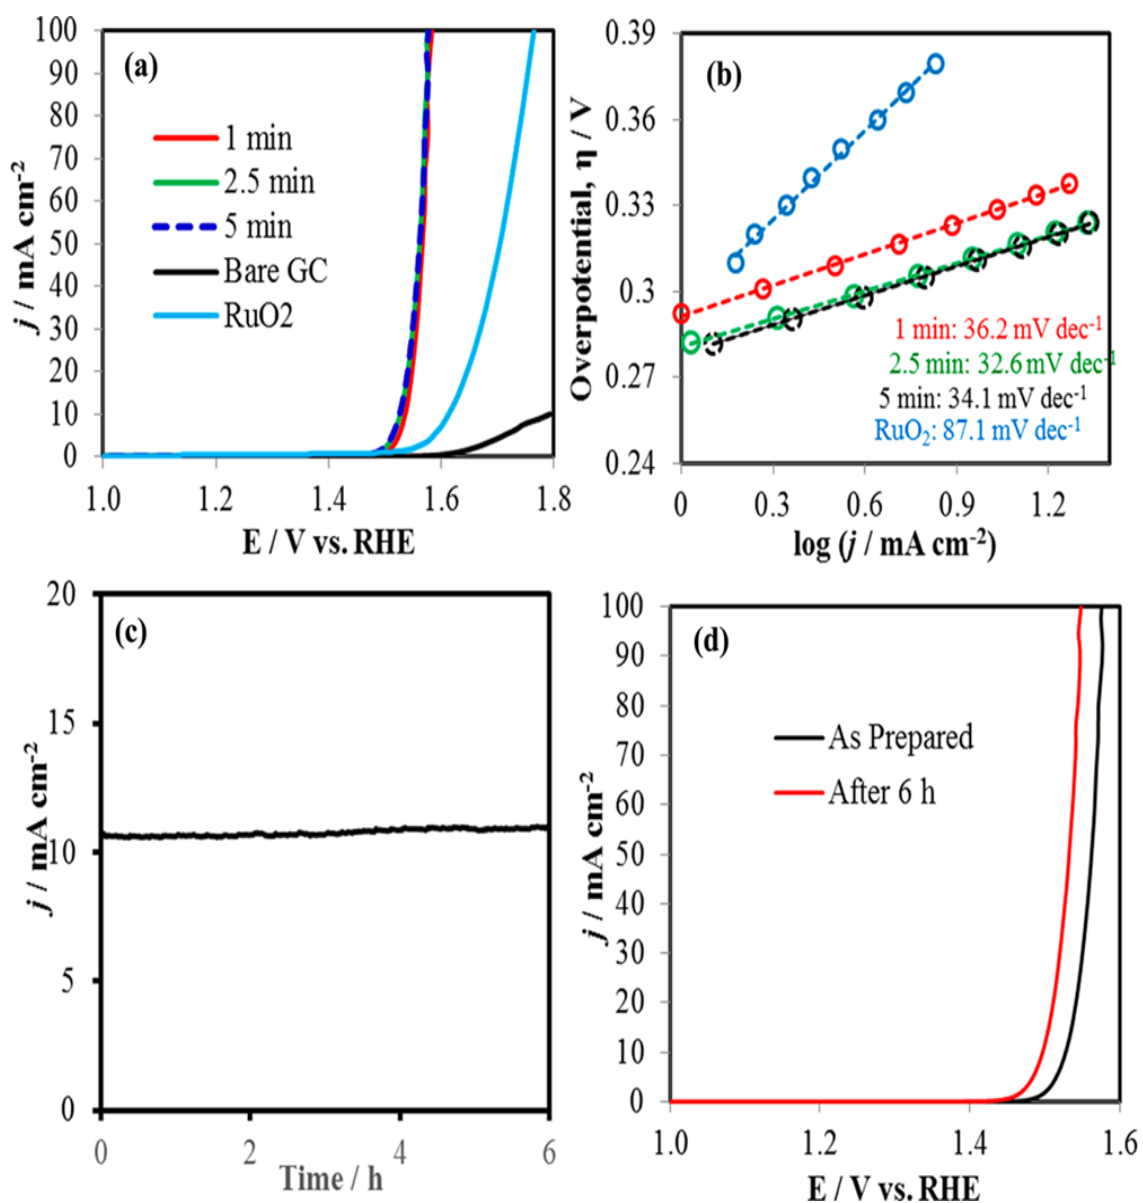 (a)
100
90
80
70
60
50
40
30
20
10
0
j / mA cm-2
1 min
2.5 min
5 min
Bare GC
RuO2
1.0 1.2 1.4 1.6 1.8
E / V vs. RHE
(b)
0.39
0.36
0.33
0.3
0.27
0.24
Overpotential, η / V
1 min: 36.2 mV dec-1
2.5 min: 32.6 mV dec-1
5 min: 34.1 mV dec-1
RuO2: 87.1 mV dec-1
0 0.3 0.6 0.9 1.2
log (j / mA cm-2)
(c)
20
15
10
5
0
j / mA cm-2
0 2 4 6
Time / h
(d)
100
90
80
70
60
50
40
30
20
10
0
j / mA cm-2
As Prepared
After 6 h
1.0 1.2 1.4 1.6
E / V vs. RHE